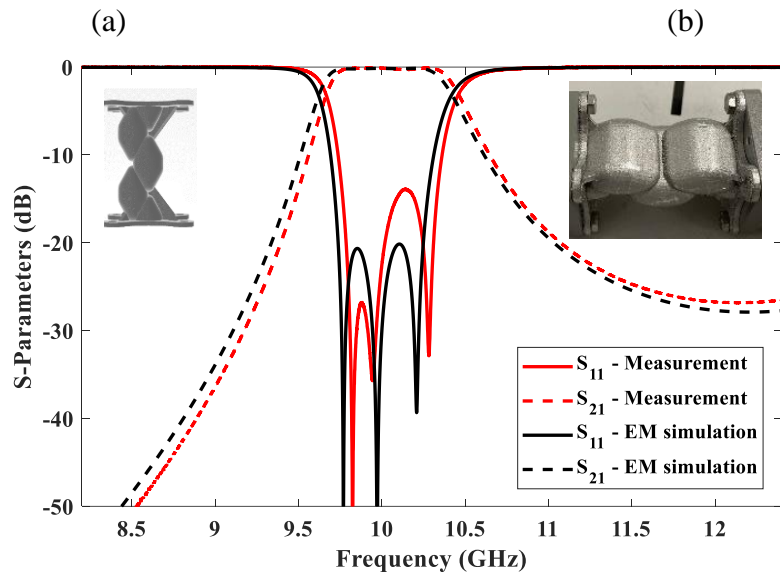 (a) (b)
S-Parameters (dB)
0
-10
-20
-30
-40
-50
S11 - Measurement
S21 - Measurement
S11 - EM simulation
S21 - EM simulation
8.5 9 9.5 10 10.5 11 11.5 12
Frequency (GHz)